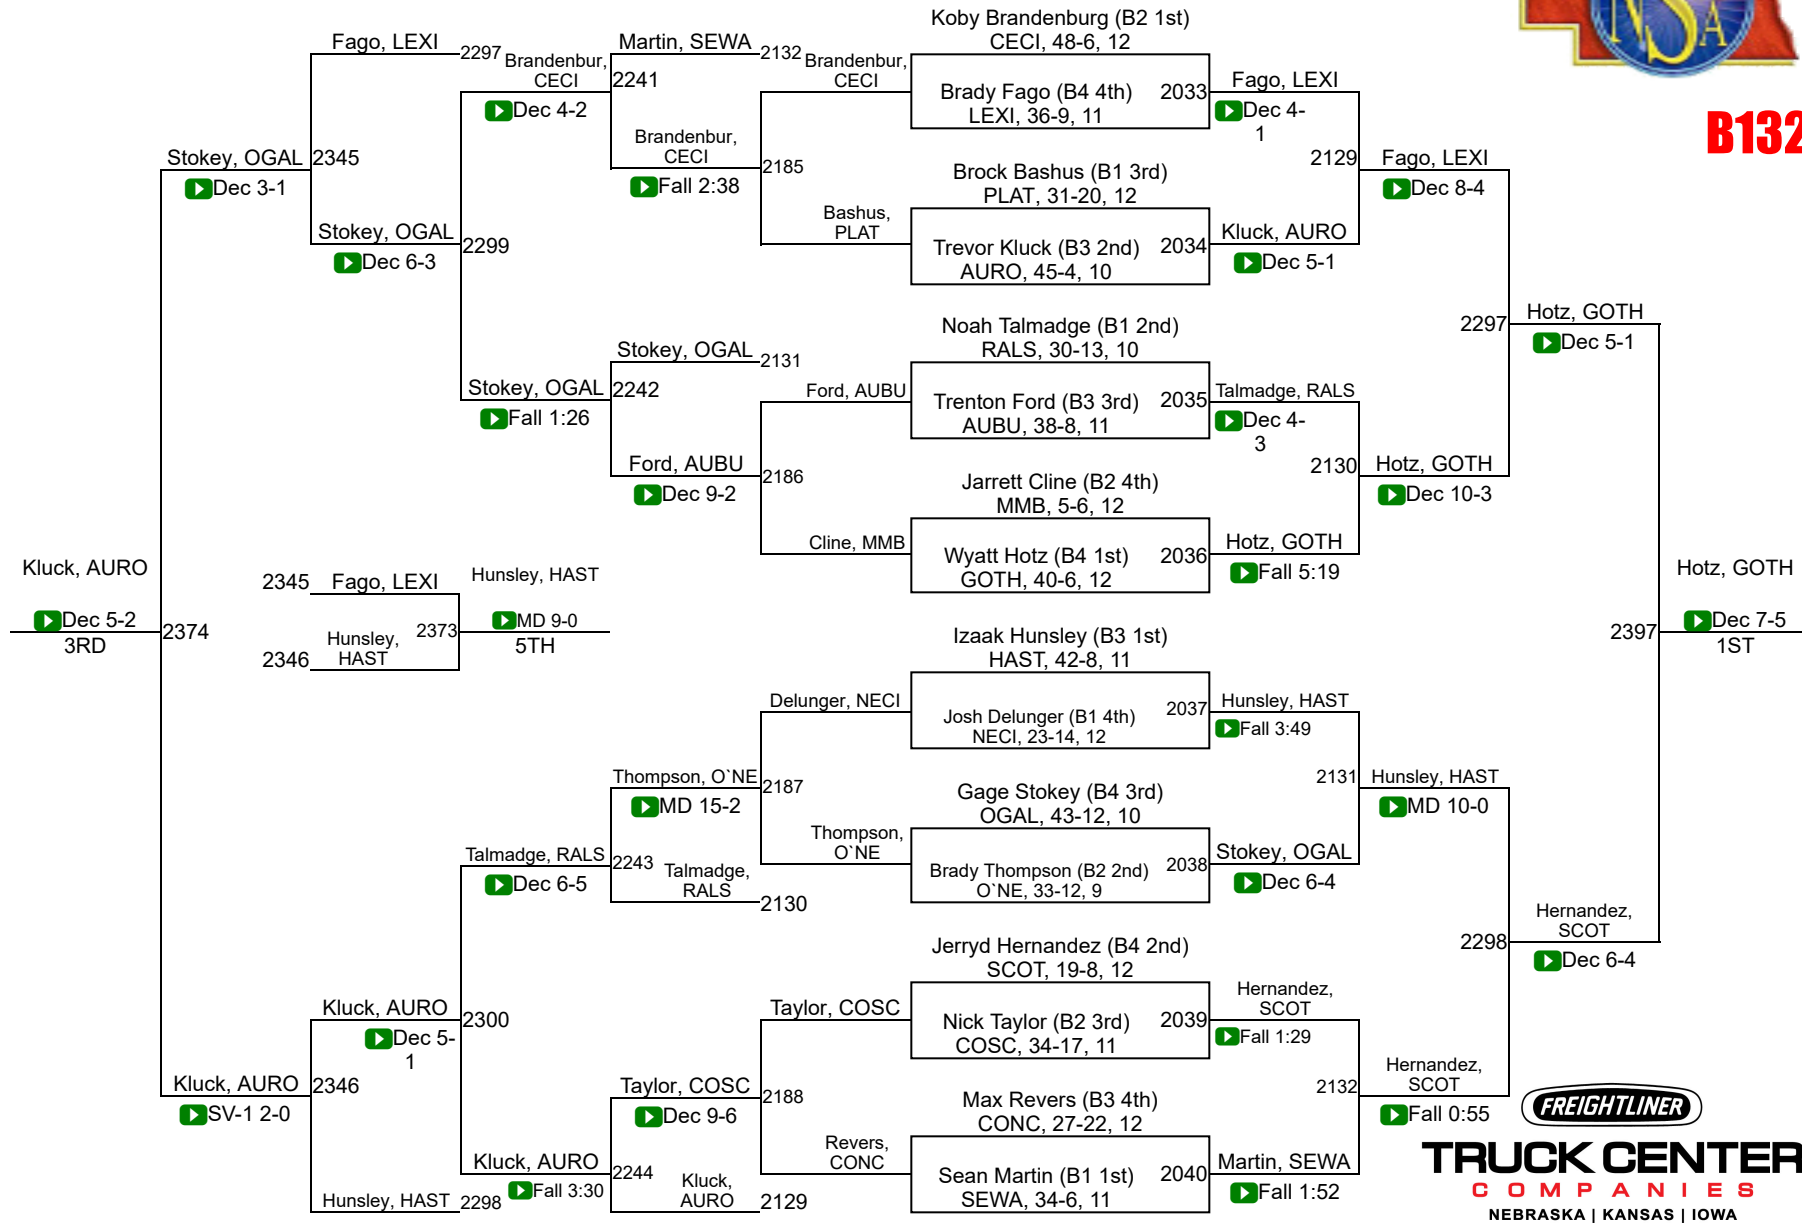 NSA
B132
Koby Brandenburg (B2 1st)
CECI, 48-6, 12
Brady Fago (B4 4th)
LEXI, 36-9, 11
2033
Fago, LEXI
Dec 4-
1
Brock Bashus (B1 3rd)
PLAT, 31-20, 12
Trevor Kluck (B3 2nd)
AURO, 45-4, 10
2034
Kluck, AURO
Dec 5-1
Noah Talmadge (B1 2nd)
RALS, 30-13, 10
Trenton Ford (B3 3rd)
AUBU, 38-8, 11
2035
Talmadge, RALS
Dec 4-
3
Jarrett Cline (B2 4th)
MMB, 5-6, 12
Wyatt Hotz (B4 1st)
GOTH, 40-6, 12
2036
Hotz, GOTH
Fall 5:19
Izaak Hunsley (B3 1st)
HAST, 42-8, 11
Josh Delunger (B1 4th)
NECI, 23-14, 12
2037
Hunsley, HAST
Fall 3:49
Gage Stokey (B4 3rd)
OGAL, 43-12, 10
Brady Thompson (B2 2nd)
O`NE, 33-12, 9
2038
Stokey, OGAL
Dec 6-4
Jerryd Hernandez (B4 2nd)
SCOT, 19-8, 12
Nick Taylor (B2 3rd)
COSC, 34-17, 11
2039
Hernandez,
SCOT
Fall 1:29
Max Revers (B3 4th)
CONC, 27-22, 12
Sean Martin (B1 1st)
SEWA, 34-6, 11
2040
Martin, SEWA
Fall 1:52
2129
Fago, LEXI
Dec 8-4
2130
Hotz, GOTH
Dec 10-3
2131
Hunsley, HAST
MD 10-0
2132
Hernandez,
SCOT
Fall 0:55
2297
Hotz, GOTH
Dec 5-1
2298
Hernandez,
SCOT
Dec 6-4
2397
Hotz, GOTH
Dec 7-5
1ST
Brandenbur,
CECI
Bashus,
PLAT
2185
Brandenbur,
CECI
Fall 2:38
Ford, AUBU
Cline, MMB
2186
Ford, AUBU
Dec 9-2
Delunger, NECI
Thompson,
O`NE
2187
Thompson, O`NE
MD 15-2
Taylor, COSC
Revers,
CONC
2188
Taylor, COSC
Dec 9-6
Martin, SEWA
2132
2241
Brandenbur,
CECI
Dec 4-2
Stokey, OGAL
2131
2242
Stokey, OGAL
Fall 1:26
Talmadge,
RALS
2130
2243
Talmadge, RALS
Dec 6-5
Kluck,
AURO
2129
2244
Kluck, AURO
Fall 3:30
2299
Stokey, OGAL
Dec 6-3
2300
Kluck, AURO
Dec 5-
1
Fago, LEXI
2297
2345
Stokey, OGAL
Dec 3-1
Hunsley, HAST
2298
2346
Kluck, AURO
SV-1 2-0
2374
Kluck, AURO
Dec 5-2
3RD
2345
Fago, LEXI
2346
Hunsley,
HAST
2373
Hunsley, HAST
MD 9-0
5TH
FREIGHTLINER
TRUCK CENTER
COMPANIES
NEBRASKA | KANSAS | IOWA